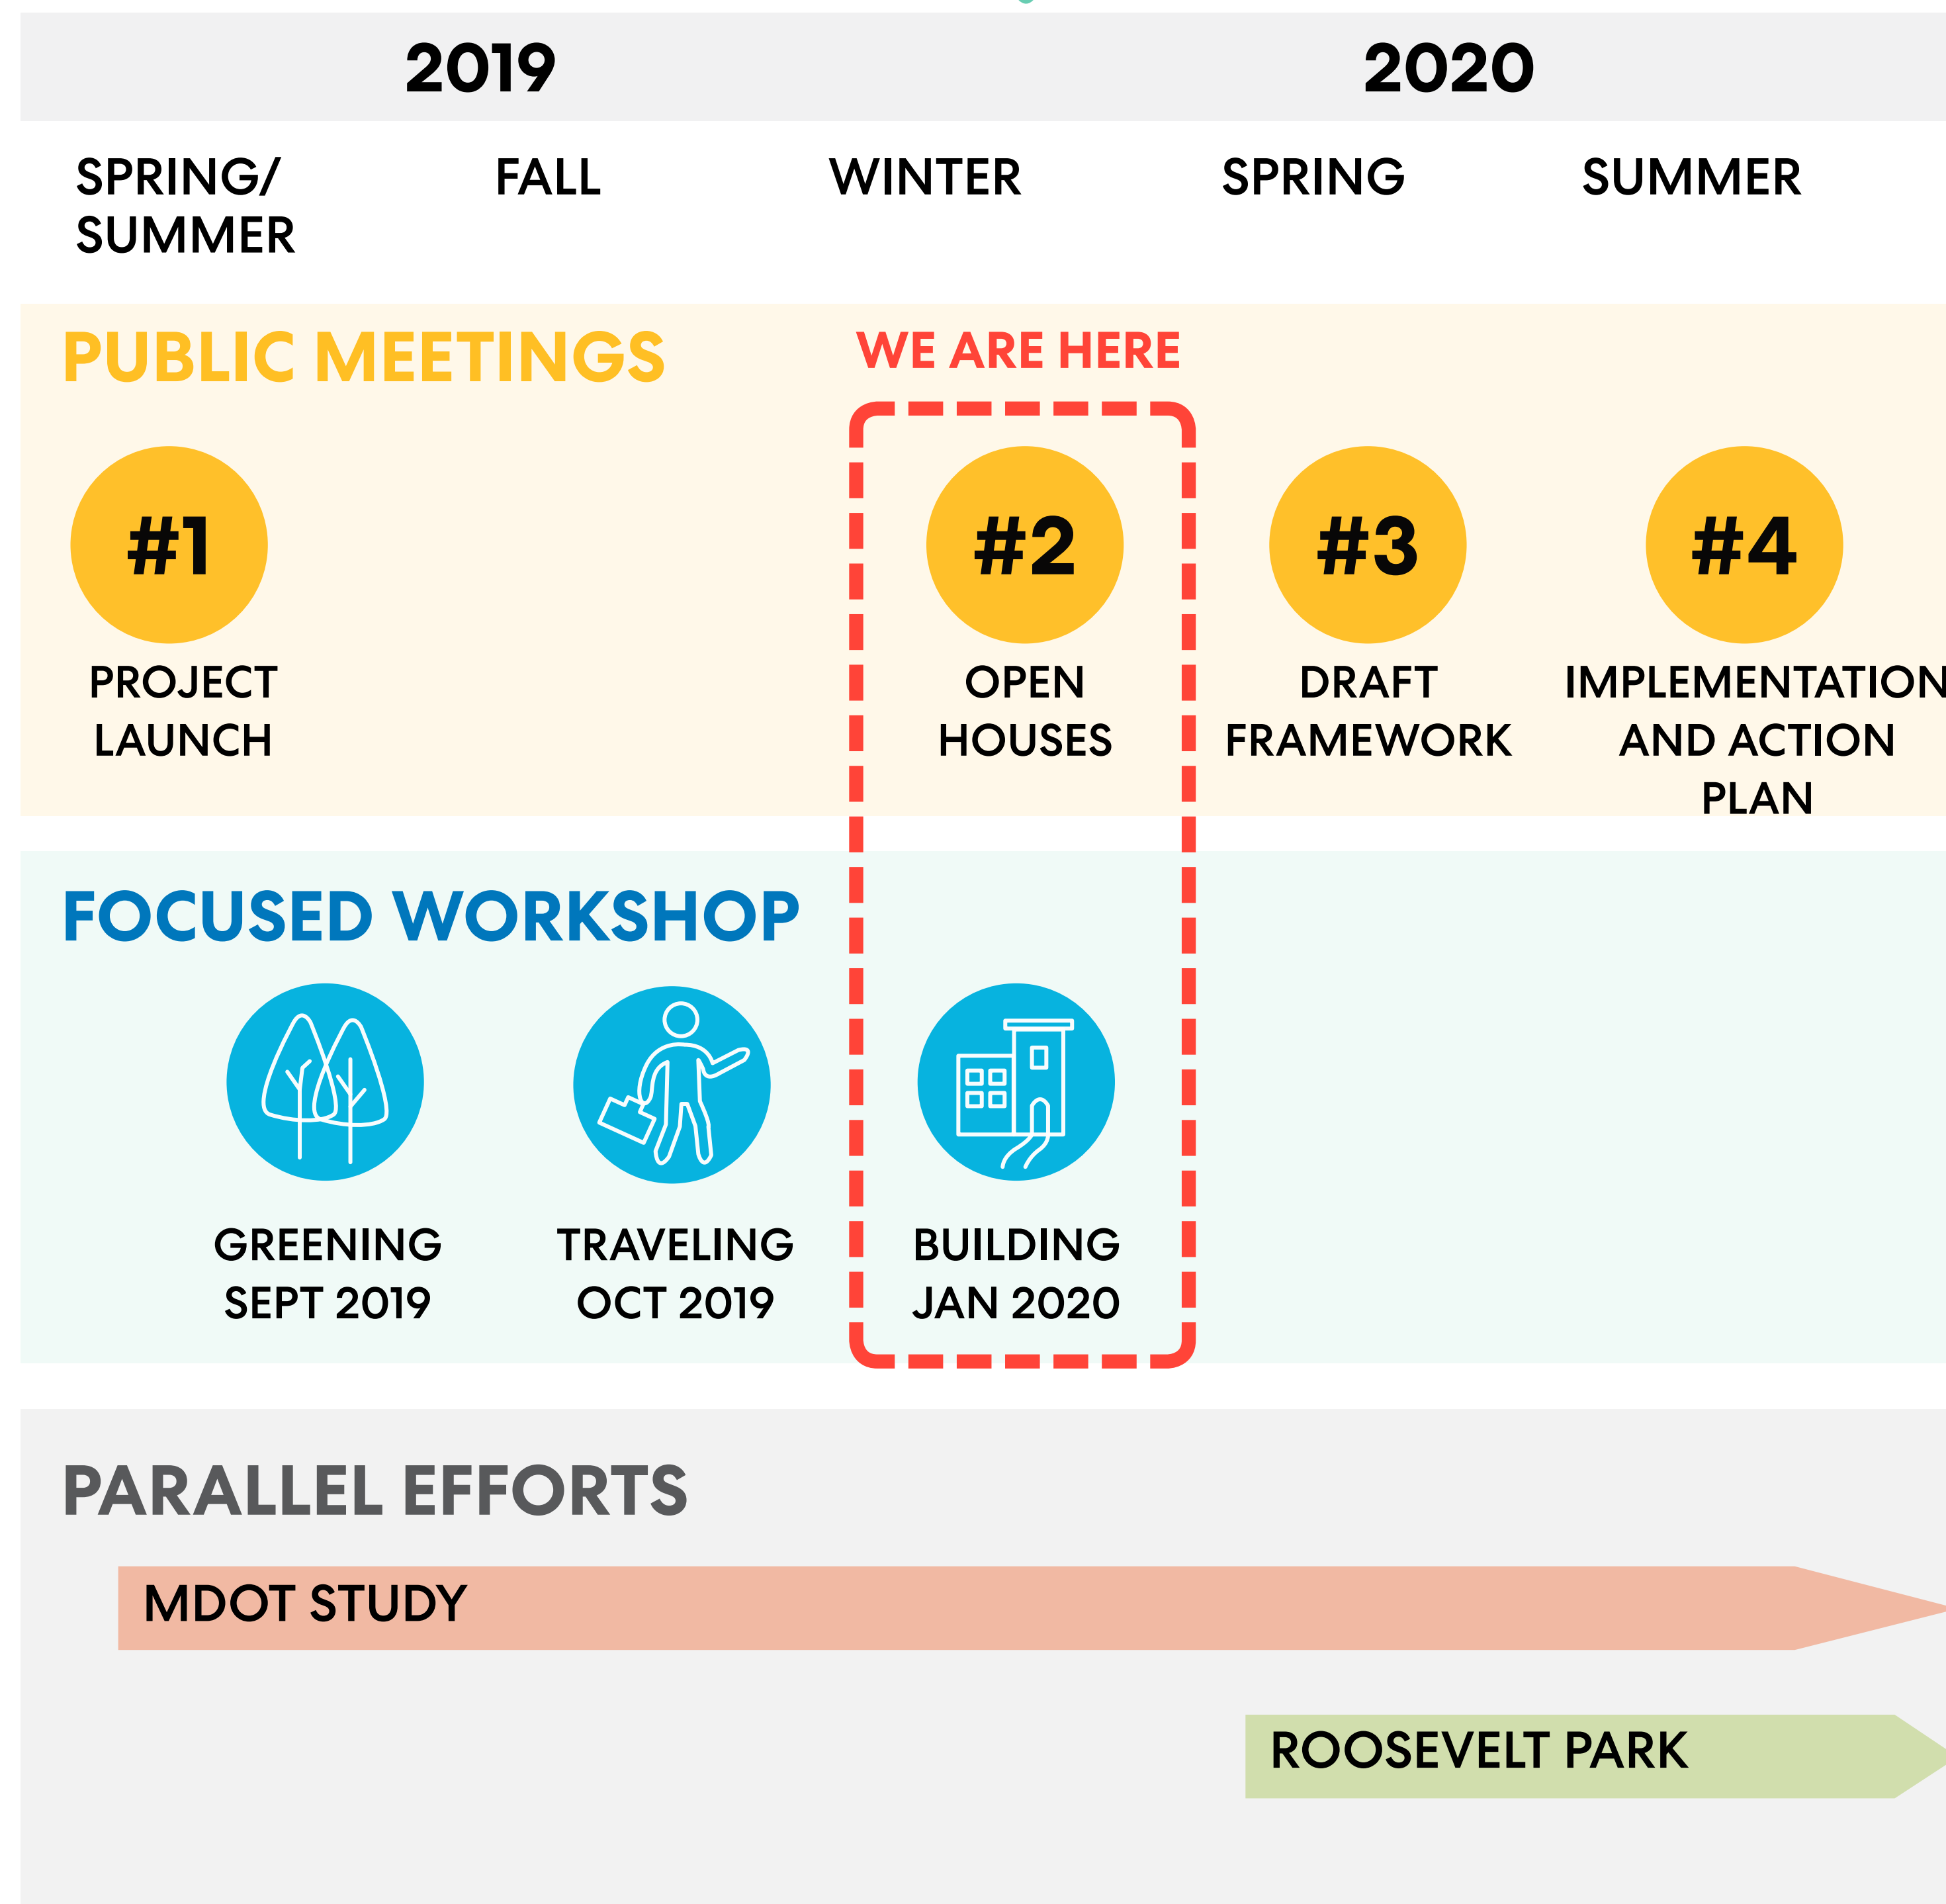 2019 2020
SPRING/ FALL WINTER SPRING SUMMER
SUMMER
PUBLIC MEETINGS
WE ARE HERE
#1 #2 #3 #4
PROJECT
LAUNCH
OPEN
HOUSES
DRAFT
FRAMEWORK
IMPLEMENTATION
AND ACTION
PLAN
FOCUSED WORKSHOP
GREENING
SEPT 2019
TRAVELING
OCT 2019
BUILDING
JAN 2020
PARALLEL EFFORTS
MDOT STUDY
ROOSEVELT PARK